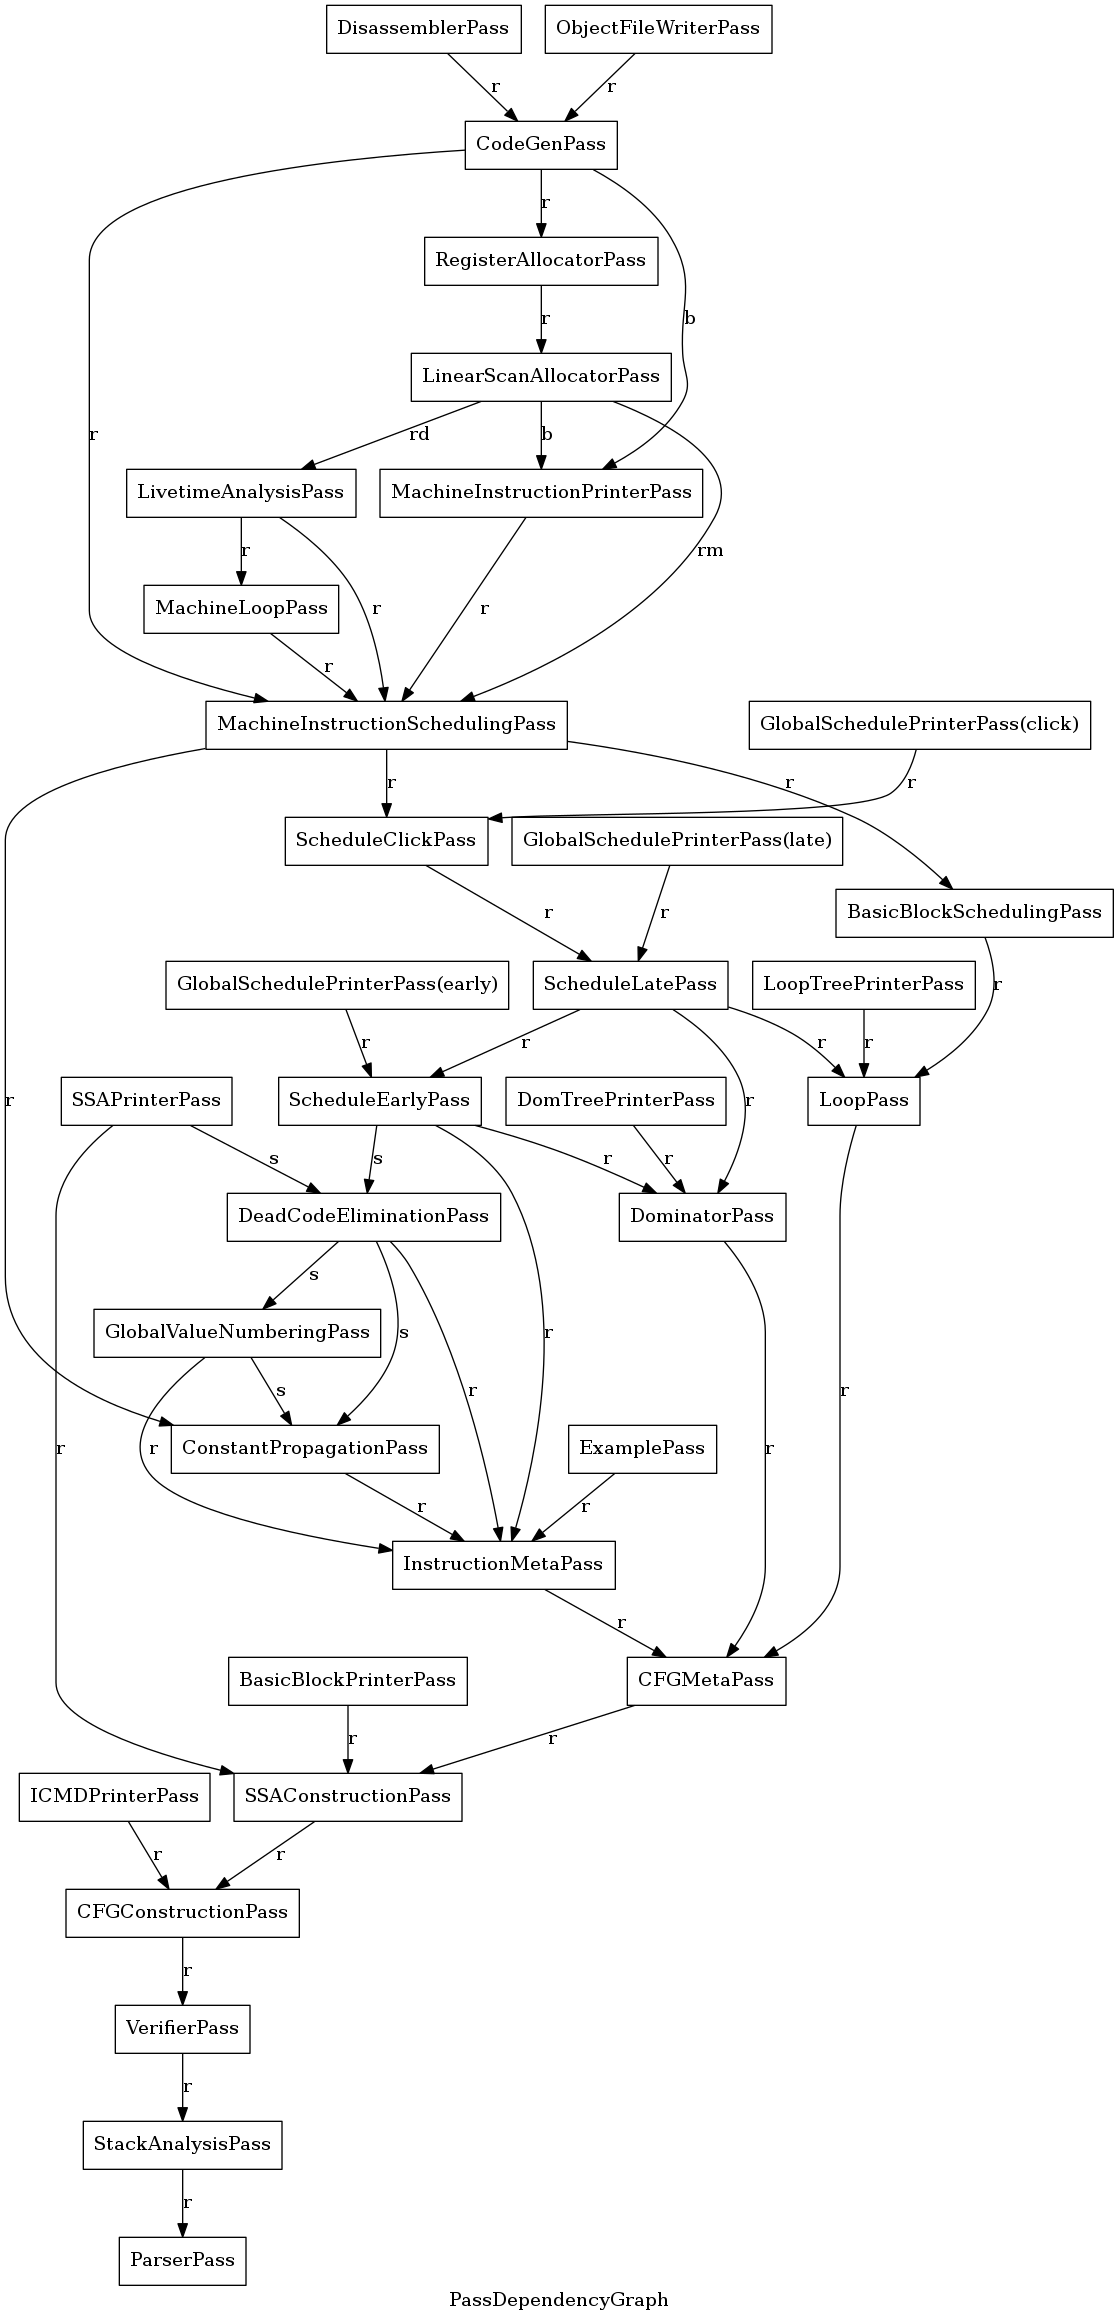 DisassemblerPass
ObjectFileWriterPass
r
r
CodeGenPass
r
RegisterAllocatorPass
r
b
LinearScanAllocatorPass
r
rd
b
LivetimeAnalysisPass
MachineInstructionPrinterPass
r
rm
MachineLoopPass
r
r
r
MachineInstructionSchedulingPass
GlobalSchedulePrinterPass(click)
r
r
r
ScheduleClickPass
GlobalSchedulePrinterPass(late)
BasicBlockSchedulingPass
r
r
GlobalSchedulePrinterPass(early)
ScheduleLatePass
LoopTreePrinterPass
r
r
r
r
r
SSAPrinterPass
ScheduleEarlyPass
DomTreePrinterPass
LoopPass
r
r
s
s
r
r
DeadCodeEliminationPass
DominatorPass
s
GlobalValueNumberingPass
s
r
s
r
r
r
ConstantPropagationPass
ExamplePass
r
r
r
r
r
InstructionMetaPass
r
BasicBlockPrinterPass
CFGMetaPass
r
r
ICMDPrinterPass
SSAConstructionPass
r
r
CFGConstructionPass
r
VerifierPass
r
StackAnalysisPass
r
ParserPass
PassDependencyGraph